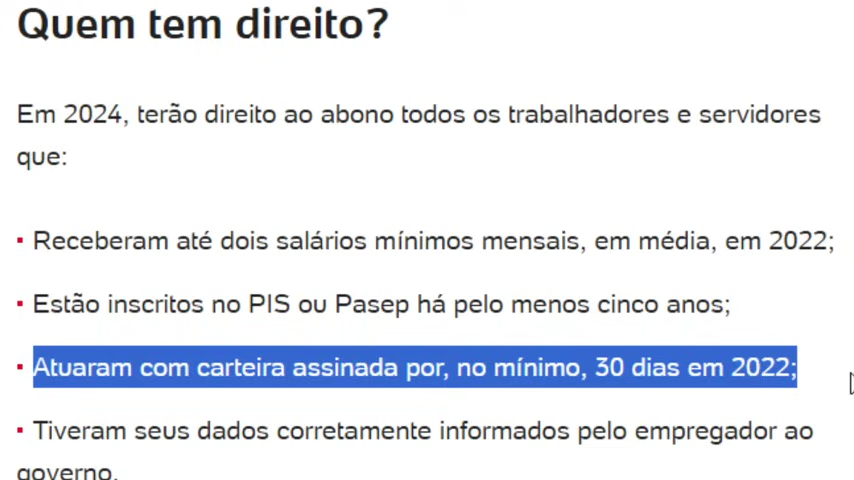 Quem tem direito?
Em 2024, terão direito ao abono todos os trabalhadores e servidores
que:
▪ Receberam até dois salários mínimos mensais, em média, em 2022;
▪ Estão inscritos no PIS ou Pasep há pelo menos cinco anos;
▪ Atuaram com carteira assinada por, no mínimo, 30 dias em 2022;
▪ Tiveram seus dados corretamente informados pelo empregador ao
governo.